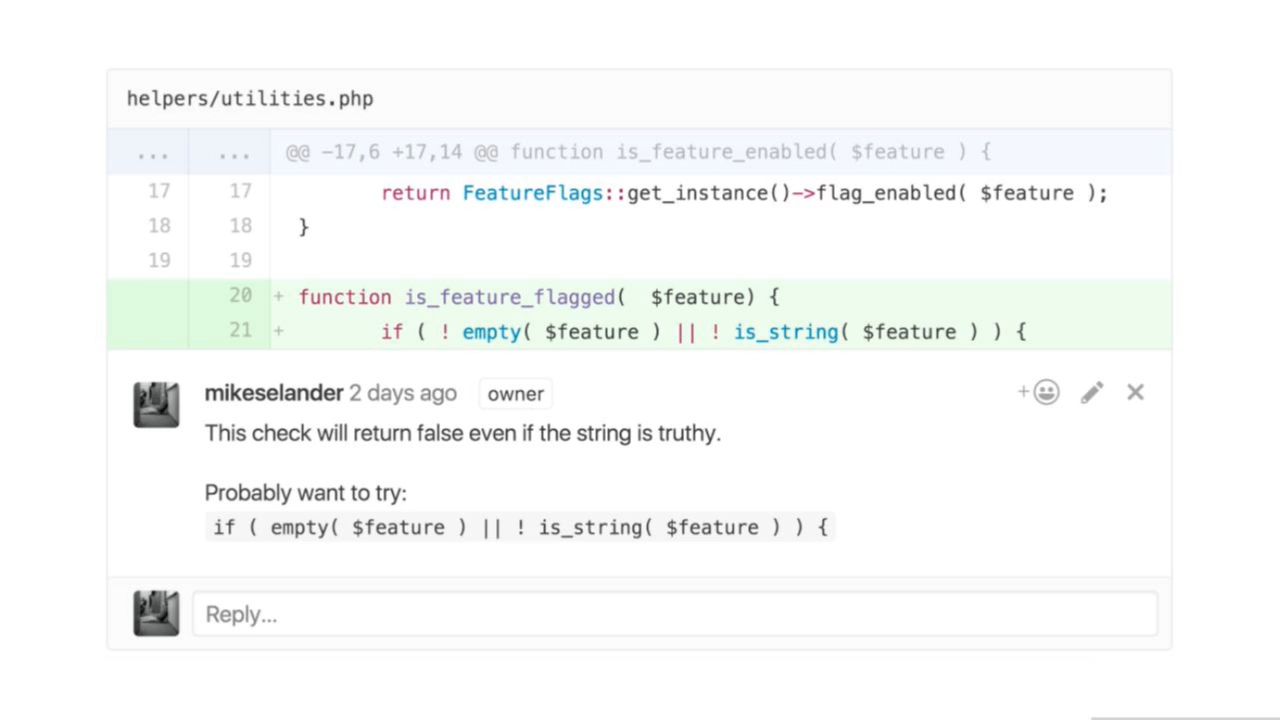 helpers/utilities.php
... ... @@ -17,6 +17,14 @@ function is_feature_enabled( $feature ) {
17 17 return FeatureFlags::get_instance()->flag_enabled( $feature );
18 18 }
19 19
20 + function is_feature_flagged(  $feature) {
21 + if ( ! empty( $feature ) || ! is_string( $feature ) ) {
mikeselander 2 days ago owner
This check will return false even if the string is truthy.
Probably want to try:
if ( empty( $feature ) || ! is_string( $feature ) ) {
Reply...